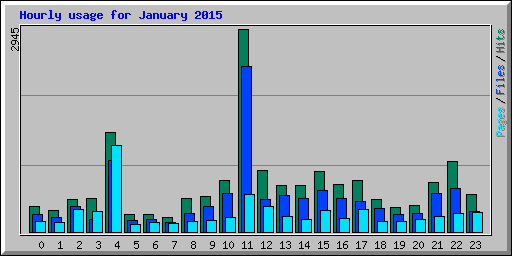 Hourly usage for January 2015
2945
Pages / Files / Hits
0 1 2 3 4 5 6 7 8 9 10 11 12 13 14 15 16 17 18 19 20 21 22 23